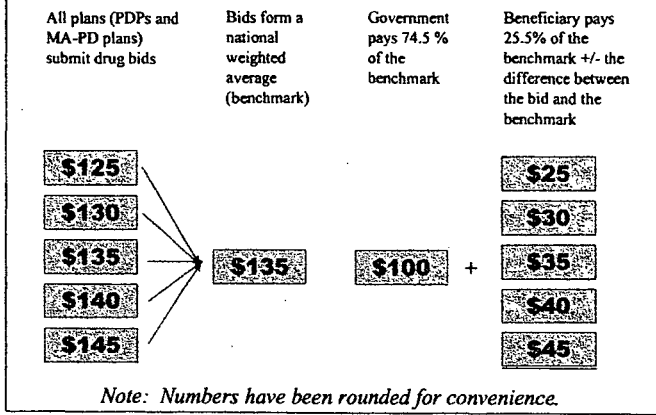 All plans (PDPs and
MA-PD plans)
submit drug bids
Bids form a
national
weighted
average
(benchmark)
Government
pays 74.5 %
of the
benchmark
Beneficiary pays
25.5% of the
benchmark +/- the
difference between
the bid and the
benchmark
$125
$130
$135
$140
$145
$135
$100
+
$25
$30
$35
$40
$45
Note: Numbers have been rounded for convenience.